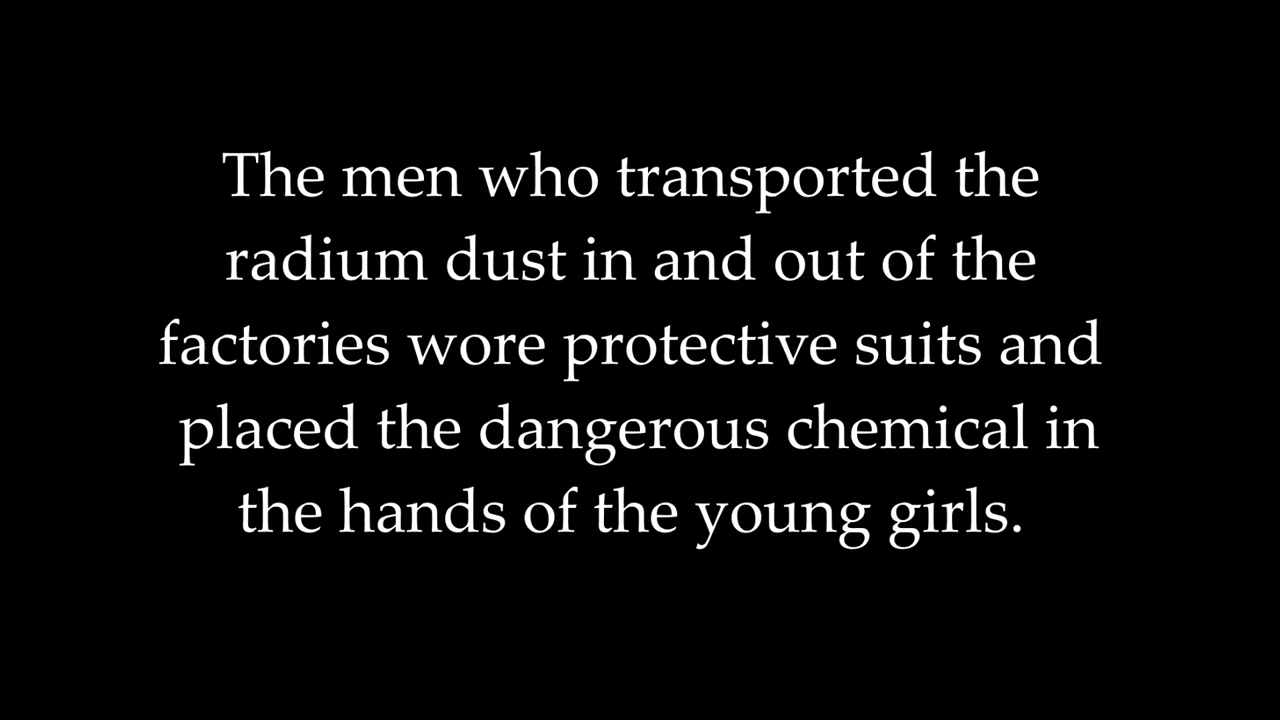 The men who transported the
radium dust in and out of the
factories wore protective suits and
placed the dangerous chemical in
the hands of the young girls.